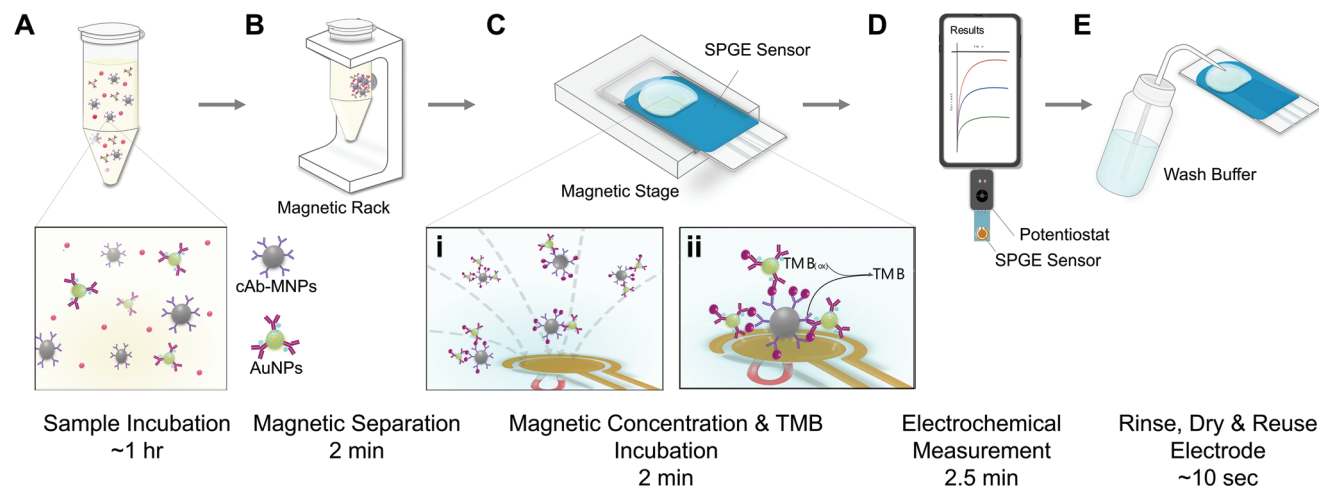 A
B
C
D
E
SPGE Sensor
Magnetic Stage
Magnetic Rack
Results
Wash Buffer
Potentiostat
SPGE Sensor
cAb-MNPs
AuNPs
i
ii
TMB(ox)
TMB
Sample Incubation
~1 hr
Magnetic Separation
2 min
Magnetic Concentration & TMB
Incubation
2 min
Electrochemical
Measurement
2.5 min
Rinse, Dry & Reuse
Electrode
~10 sec